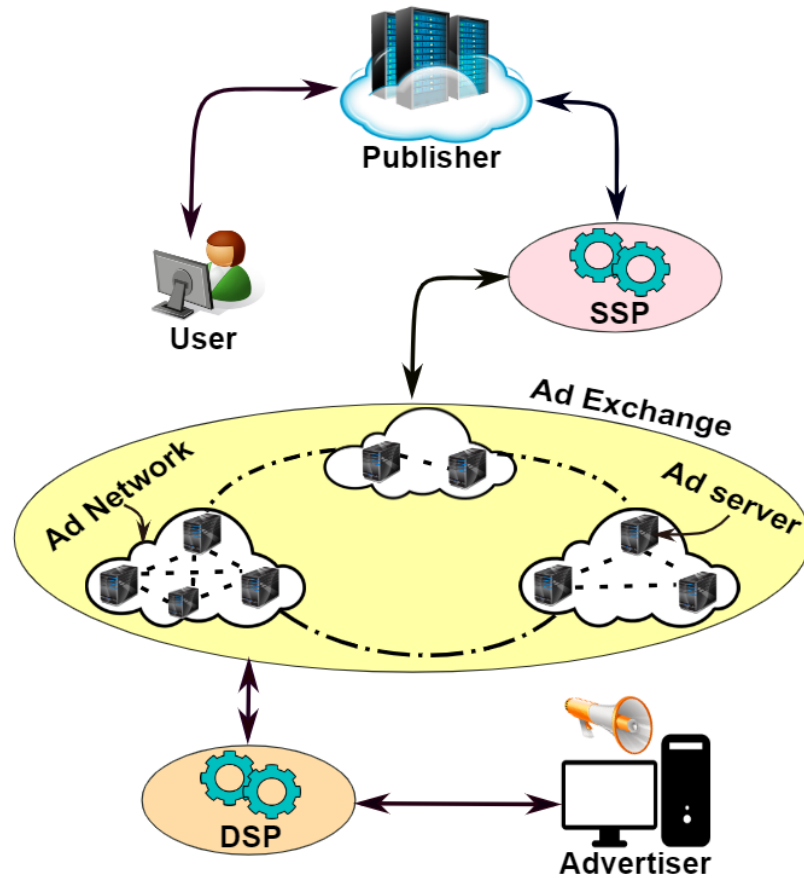 Publisher
User
SSP
Ad Exchange
Ad Network
Ad server
DSP
Advertiser